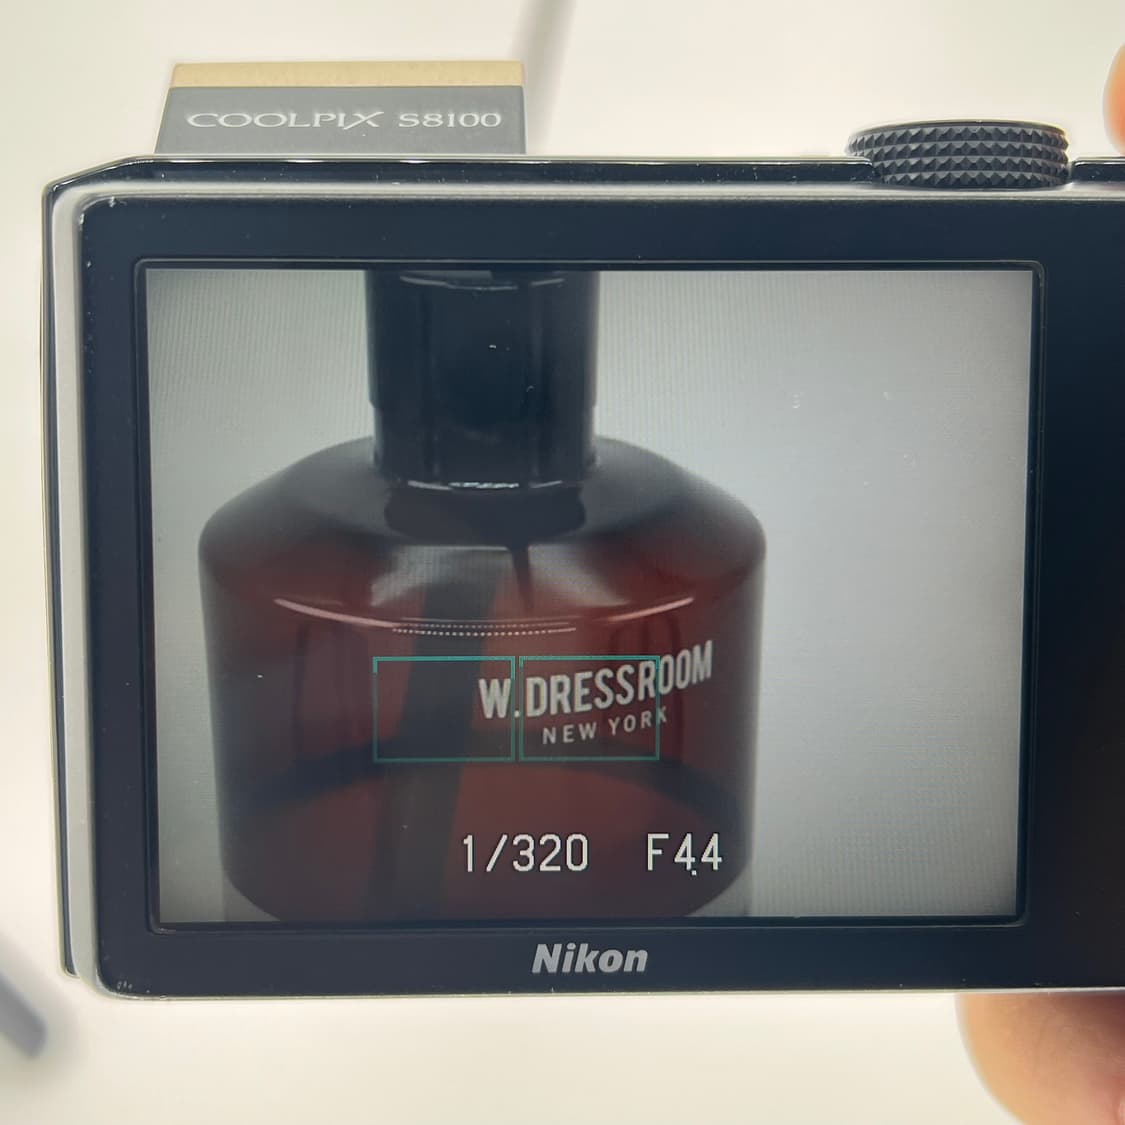 COOLPIX S8100
W.DRESSROOM
NEW YORK
1/320 F4.4
Nikon